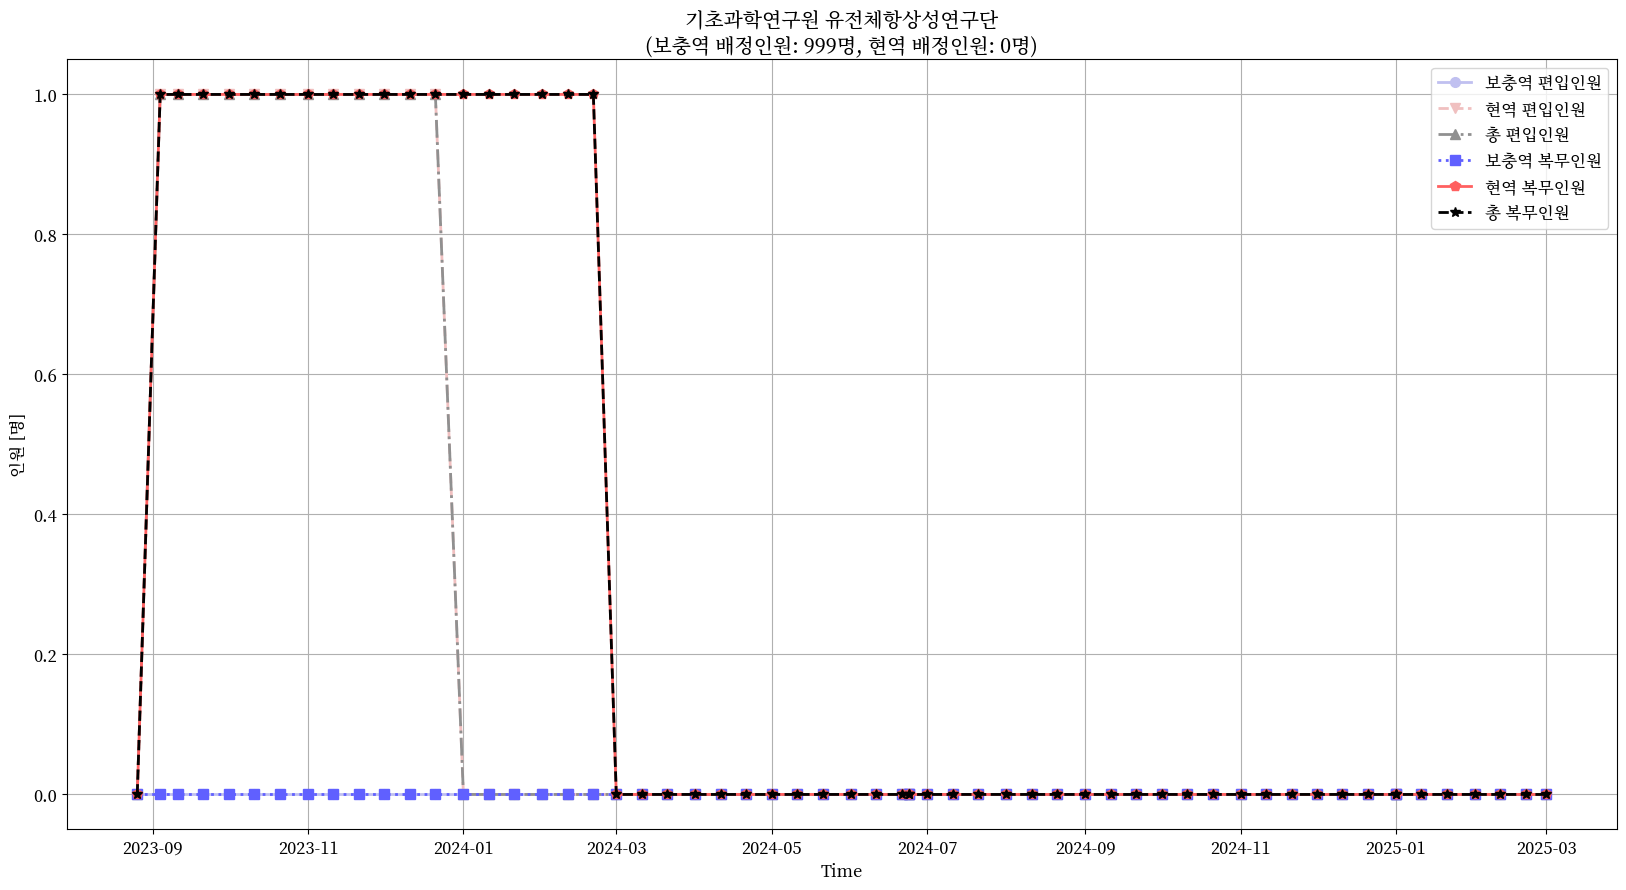 기초과학연구원 유전체항상성연구단
(보충역 배정인원: 999명, 현역 배정인원: 0명)
보충역 편입인원
현역 편입인원
총 편입인원
보충역 복무인원
현역 복무인원
총 복무인원
인원 [명]
1.0
0.8
0.6
0.4
0.2
0.0
2023-09 2023-11 2024-01 2024-03 2024-05 2024-07 2024-09 2024-11 2025-01 2025-03
Time